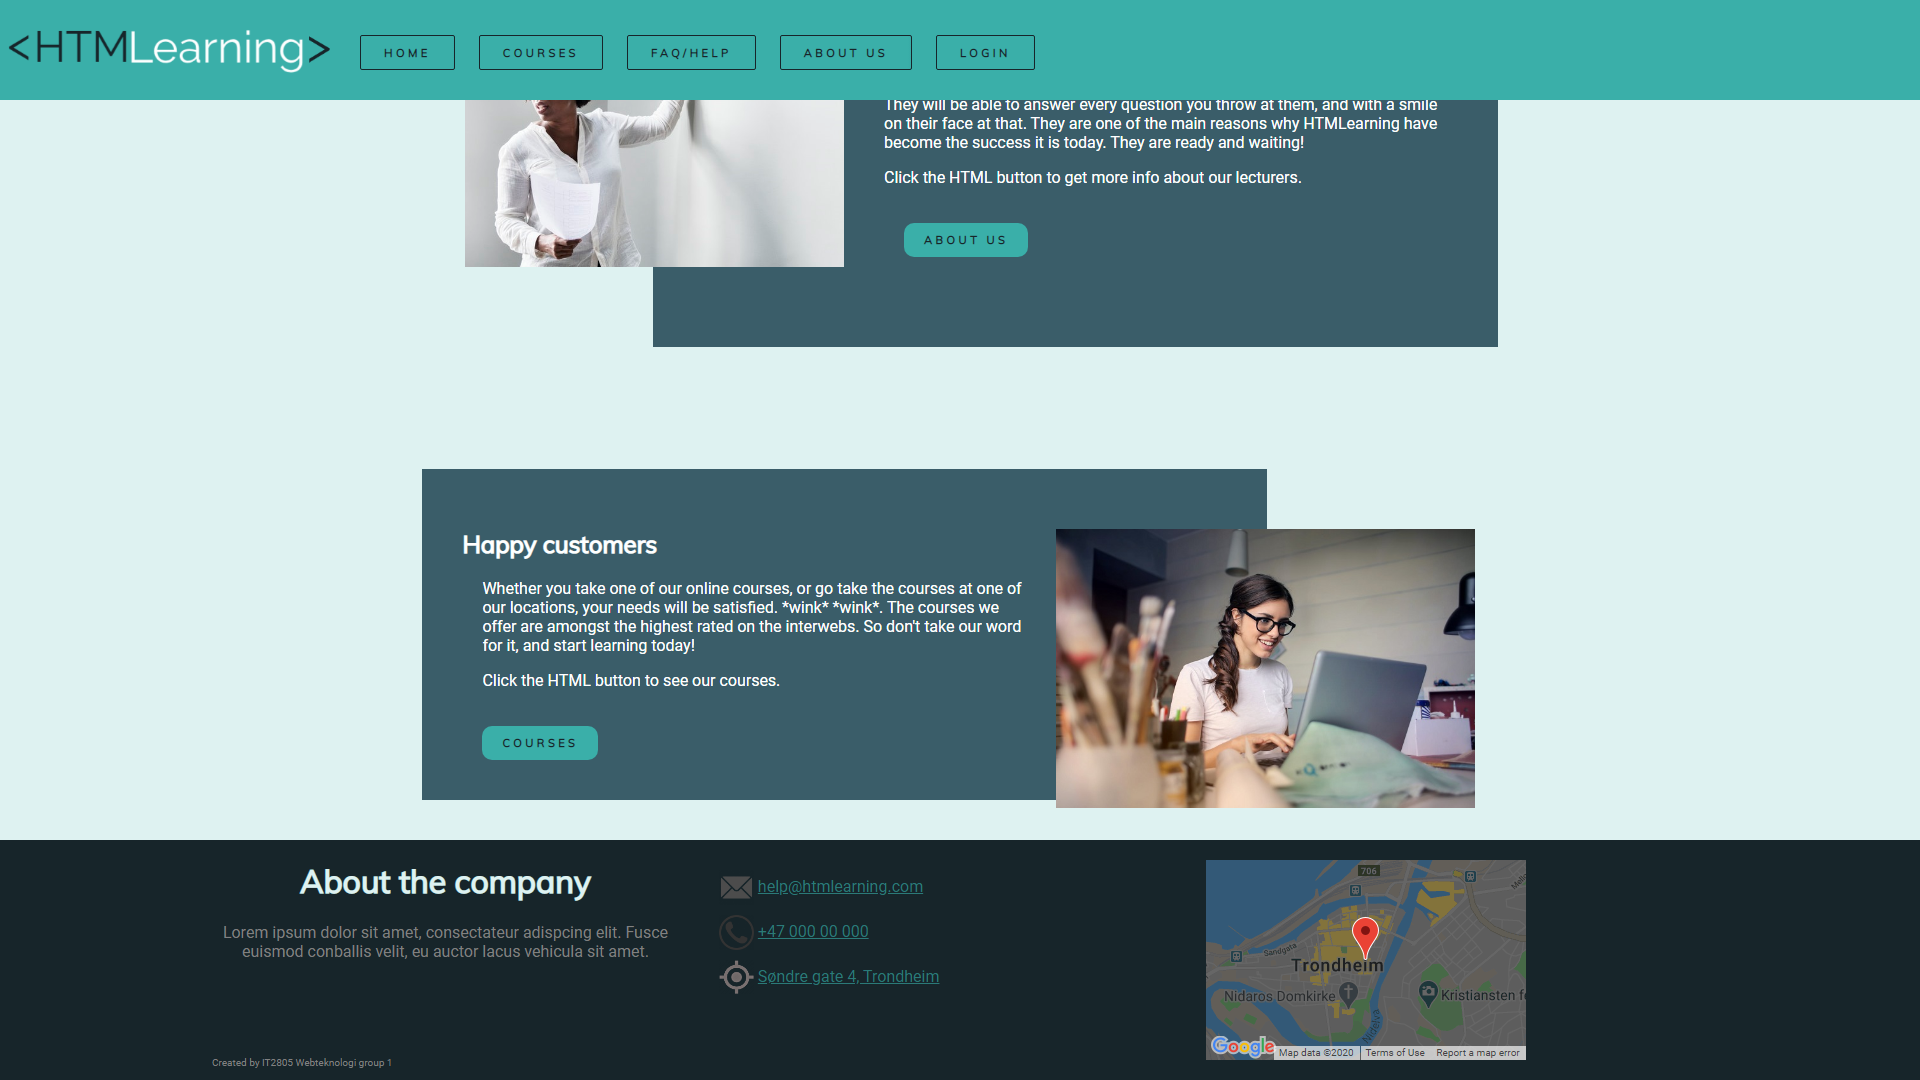 <HTMLearning>
HOME
COURSES
FAQ/HELP
ABOUT US
LOGIN
They will be able to answer every question you throw at them, and with a smile
on their face at that. They are one of the main reasons why HTMLearning have
become the success it is today. They are ready and waiting!
Click the HTML button to get more info about our lecturers.
ABOUT US
Happy customers
Whether you take one of our online courses, or go take the courses at one of
our locations, your needs will be satisfied. *wink* *wink*. The courses we
offer are amongst the highest rated on the interwebs. So don't take our word
for it, and start learning today!
Click the HTML button to see our courses.
COURSES
About the company
Lorem ipsum dolor sit amet, consectateur adispcing elit. Fusce
euismod conballis velit, eu auctor lacus vehicula sit amet.
help@htmlearning.com
+47 000 00 000
Søndre gate 4, Trondheim
706
Sandgata
Trondheim
Nidaros Domkirke
Kristiansten
Nidelva
Google
Map data ©2020
Terms of Use
Report a map error
Created by IT2805 Webteknologi group 1